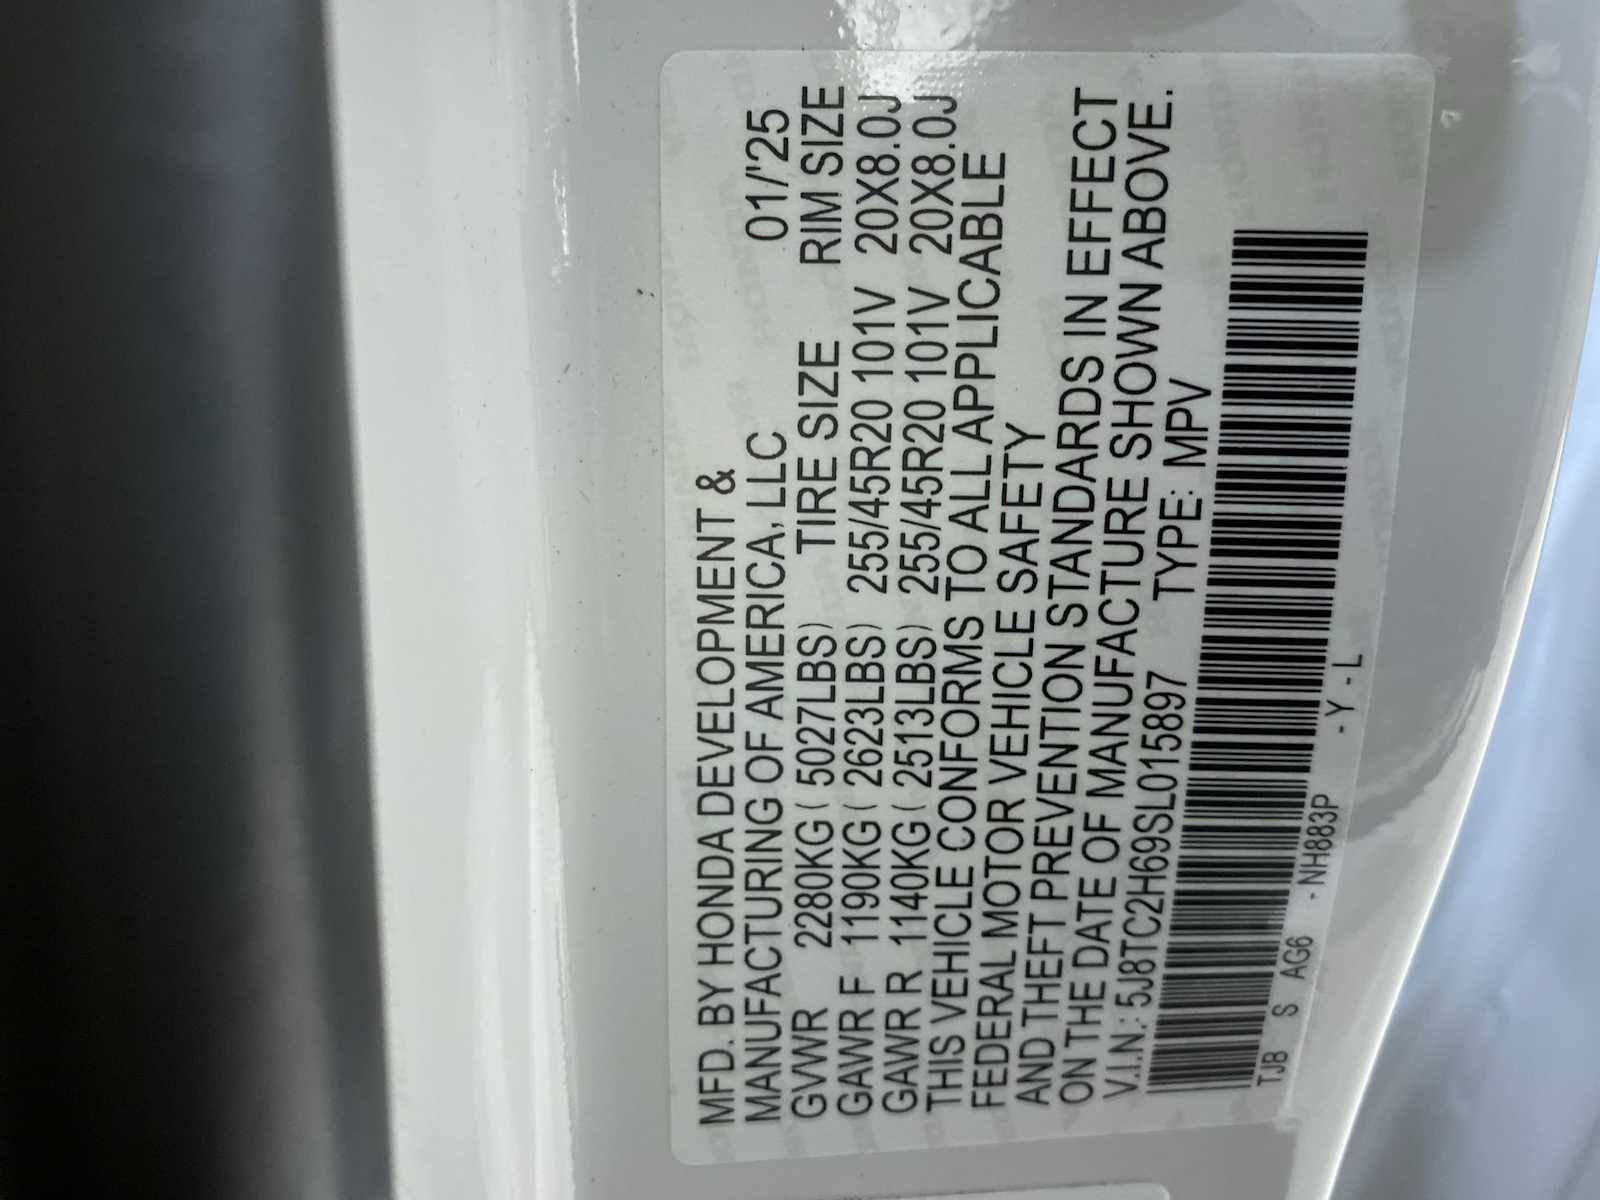 MFD. BY HONDA DEVELOPMENT &
MANUFACTURING OF AMERICA, LLC 01/'25
GVWR 2280KG ( 5027LBS) TIRE SIZE RIM SIZE
GAWR F 1190KG ( 2623LBS) 255/45R20 101V 20X8.0J
GAWR R 1140KG ( 2513LBS) 255/45R20 101V 20X8.0J
THIS VEHICLE CONFORMS TO ALL APPLICABLE
FEDERAL MOTOR VEHICLE SAFETY
AND THEFT PREVENTION STANDARDS IN EFFECT
ON THE DATE OF MANUFACTURE SHOWN ABOVE.
V.I.N.: 5J8TC2H69SL015897 TYPE: MPV
TJB S AG6 - NH883P - Y - L